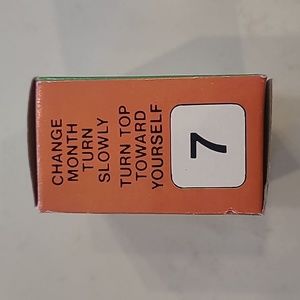 CHANGE
MONTH
TURN
SLOWLY
TURN TOP
TOWARD
YOURSELF
7